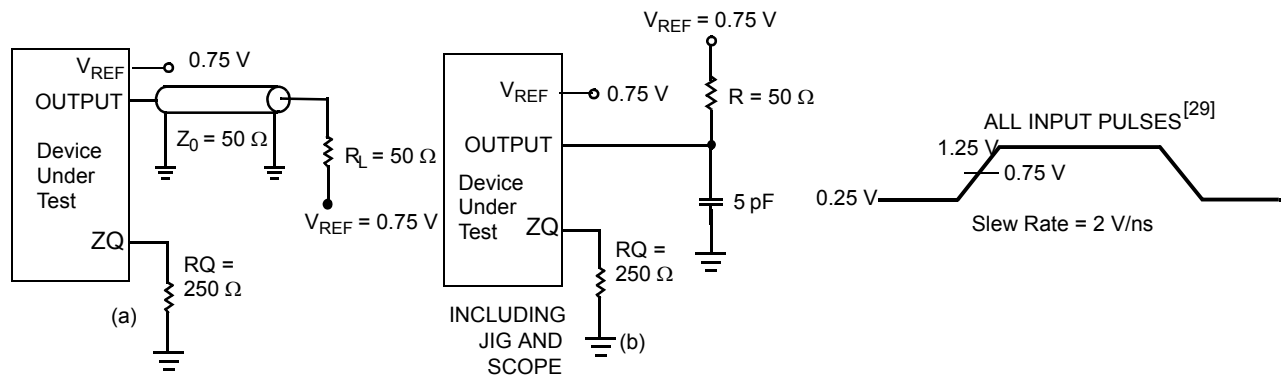 V_REF 0.75 V
OUTPUT
Z_0 = 50 Ω
Device
Under
Test
R_L = 50 Ω
V_REF = 0.75 V
ZQ
RQ =
250 Ω
(a)
V_REF = 0.75 V
R = 50 Ω
V_REF 0.75 V
OUTPUT
Device
Under
Test
5 pF
ZQ
RQ =
250 Ω
INCLUDING
JIG AND
SCOPE
(b)
ALL INPUT PULSES[29]
1.25 V
0.75 V
0.25 V
Slew Rate = 2 V/ns